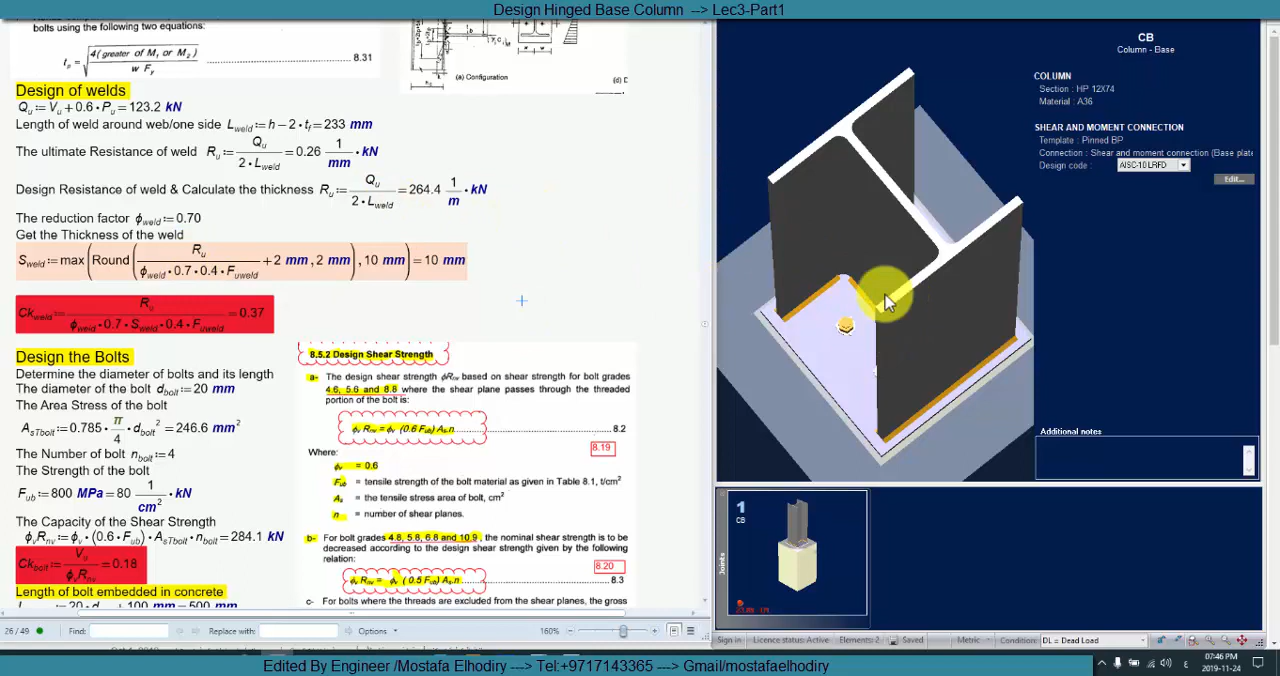 Design Hinged Base Column --> Lec3-Part1
bolts using the following two equations:
4( greater of M₁ or M₂ )
w Fy
8.31
(a) Configuration
Design of welds
Qu:=Vu+0.6·Pu=123.2 kN
Length of weld around web/one side Lweld:=h-2·tf=233 mm
The ultimate Resistance of weld Ru:= Qu / 2·Lweld =0.26 1/mm ·kN
Design Resistance of weld & Calculate the thickness Ru:= Qu / 2·Lweld =264.4 1/m ·kN
The reduction factor ϕweld:=0.70
Get the Thickness of the weld
Sweld:=max(Round(Ru / ϕweld·0.7·0.4·Fuweld +2 mm, 2 mm), 10 mm)=10 mm
Ckweld:= Ru / ϕweld·0.7·Sweld·0.4·Fuweld =0.37
Design the Bolts
Determine the diameter of bolts and its length
The diameter of the bolt dbolt:=20 mm
The Area Stress of the bolt
AsTbolt:=0.785·π/4·dbolt²=246.6 mm²
The Number of bolt nbolt:=4
The Strength of the bolt
Fub:=800 MPa=80 1/cm² ·kN
The Capacity of the Shear Strength
ϕvRnv:=ϕv·(0.6·Fub)·AsTbolt·nbolt=284.1 kN
Ckbolt:= Vu / ϕvRnv =0.18
Length of bolt embedded in concrete
8.5.2 Design Shear Strength
a- The design shear strength ϕRnv based on shear strength for bolt grades
4.6, 5.6 and 8.8 where the shear plane passes through the threaded
portion of the bolt is:
ϕv Rnv = ϕv (0.6 Fub) As n 8.2
8.19
Where:
ϕv = 0.6
Fub = tensile strength of the bolt material as given in Table 8.1, t/cm²
As = the tensile stress area of bolt, cm²
n = number of shear planes.
b- For bolt grades 4.8, 5.8, 6.8 and 10.9, the nominal shear strength is to be
decreased according to the design shear strength given by the following
relation:
8.20
ϕv Rnv = ϕv ( 0.5 Fub) As n 8.3
c- For bolts where the threads are excluded from the shear planes, the gross
26/49
Find:
Replace with:
Options
160%
CB
Column - Base
COLUMN
Section : HP 12X74
Material : A36
SHEAR AND MOMENT CONNECTION
Template : Pinned BP
Connection : Shear and moment connection (Base plate
Design code : AISC-10 LRFD
Edit...
Additional notes
1
CB
Joints
Sign in
Licence status: Active
Elements: 2
Saved
Metric
Condition:
DL = Dead Load
Edited By Engineer /Mostafa Elhodiry ---> Tel:+9717143365 ---> Gmail/mostafaelhodiry
07:46 PM
2019-11-24